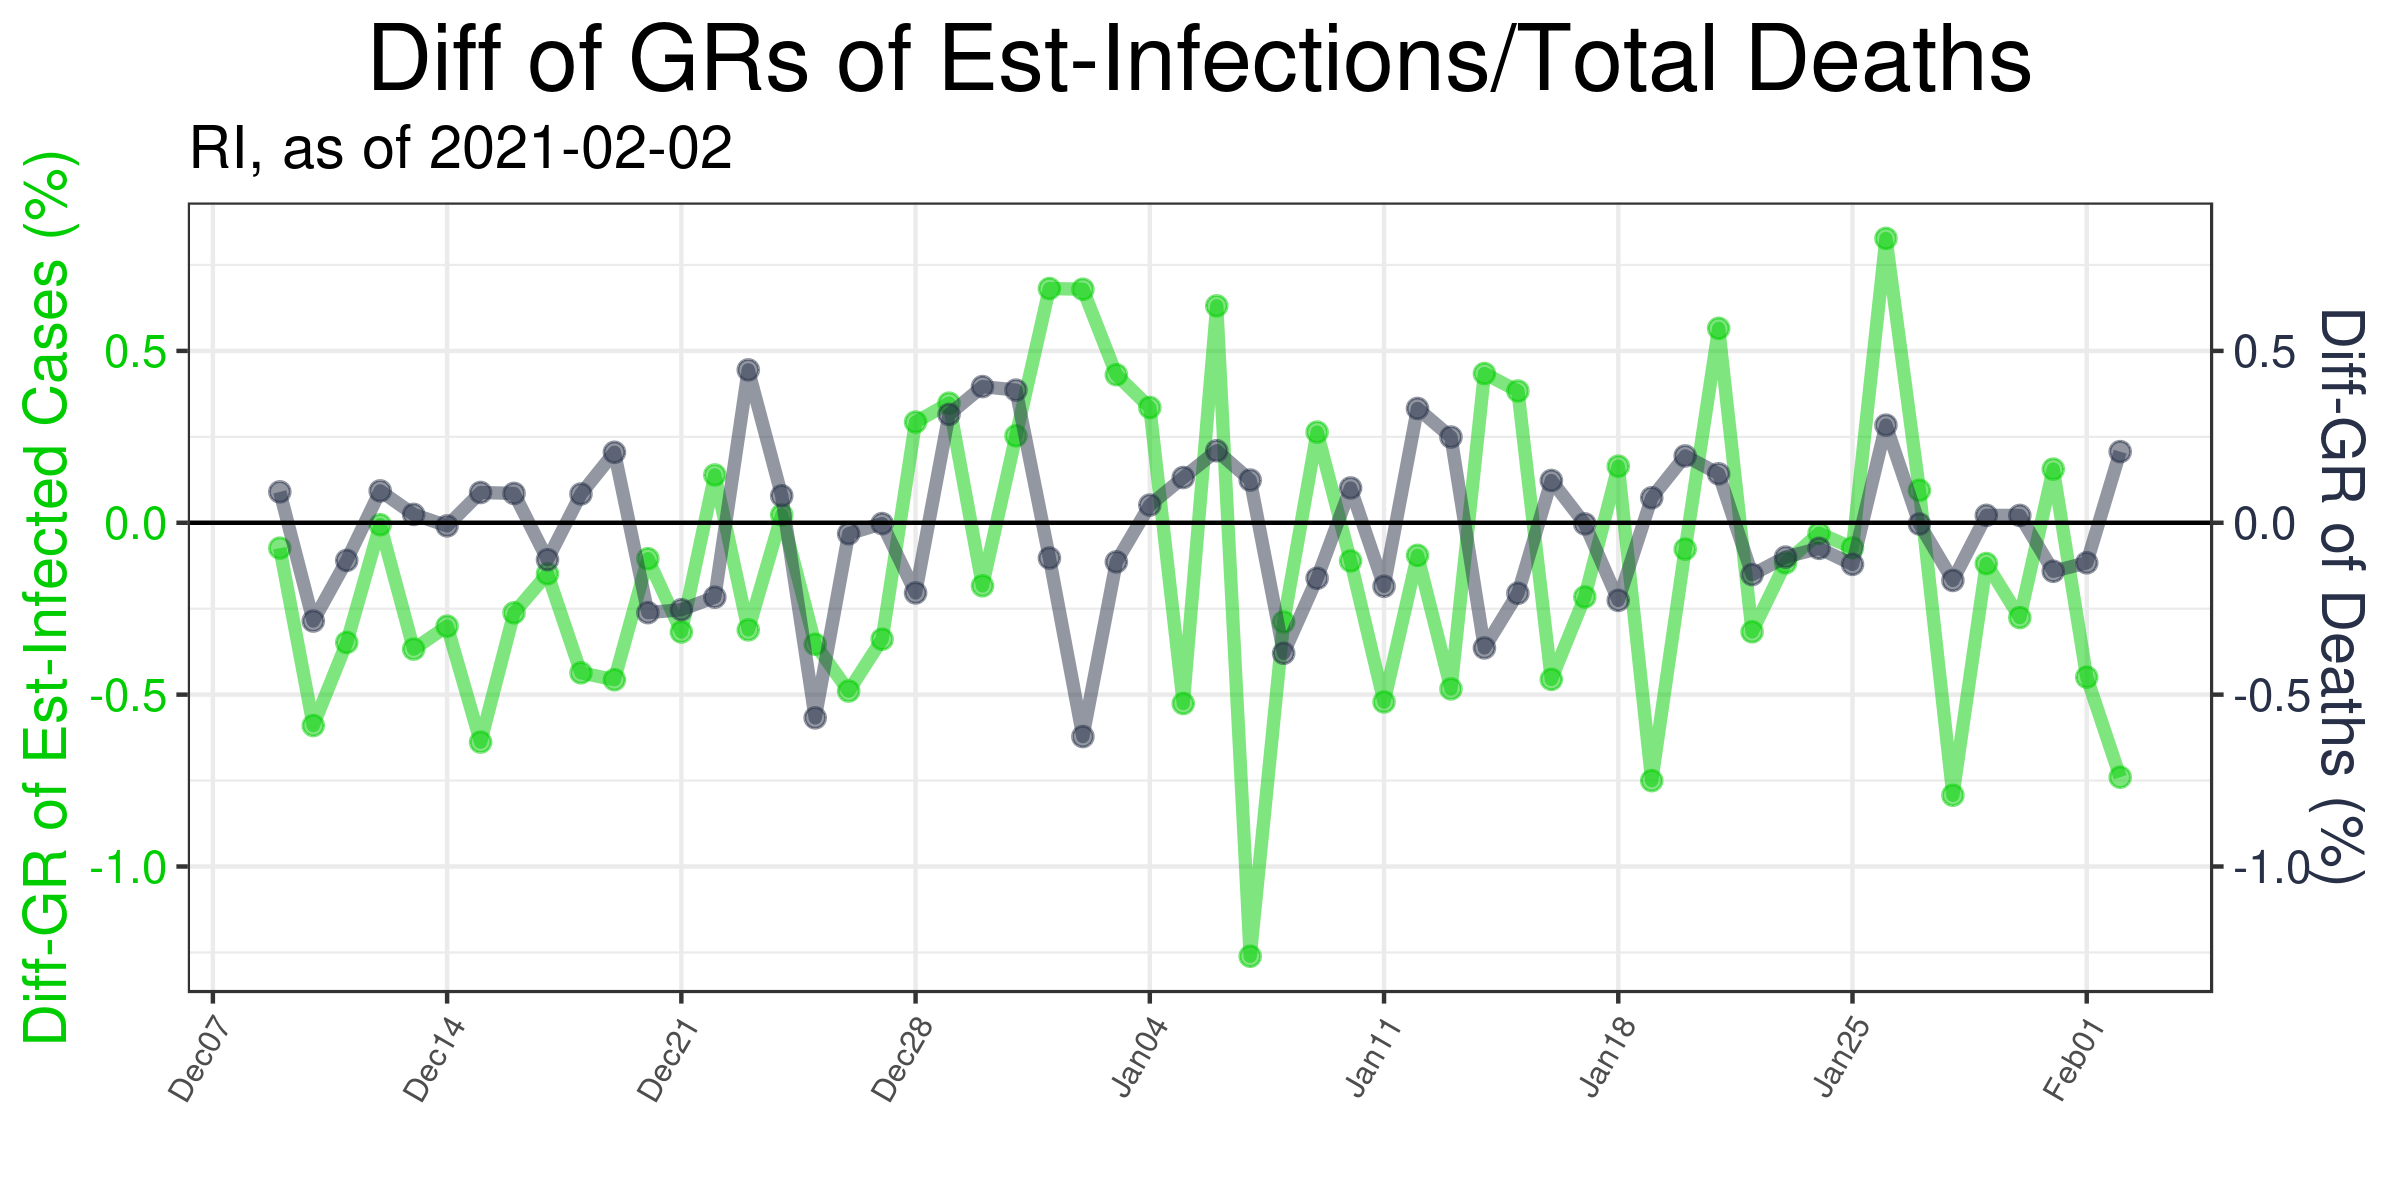 Diff of GRs of Est-Infections/Total Deaths
RI, as of 2021-02-02
Diff-GR of Est-Infected Cases (%)
0.5
0.0
-0.5
-1.0
0.5
0.0
-0.5
-1.0
Diff-GR of Deaths (%)
Dec07
Dec14
Dec21
Dec28
Jan04
Jan11
Jan18
Jan25
Feb01